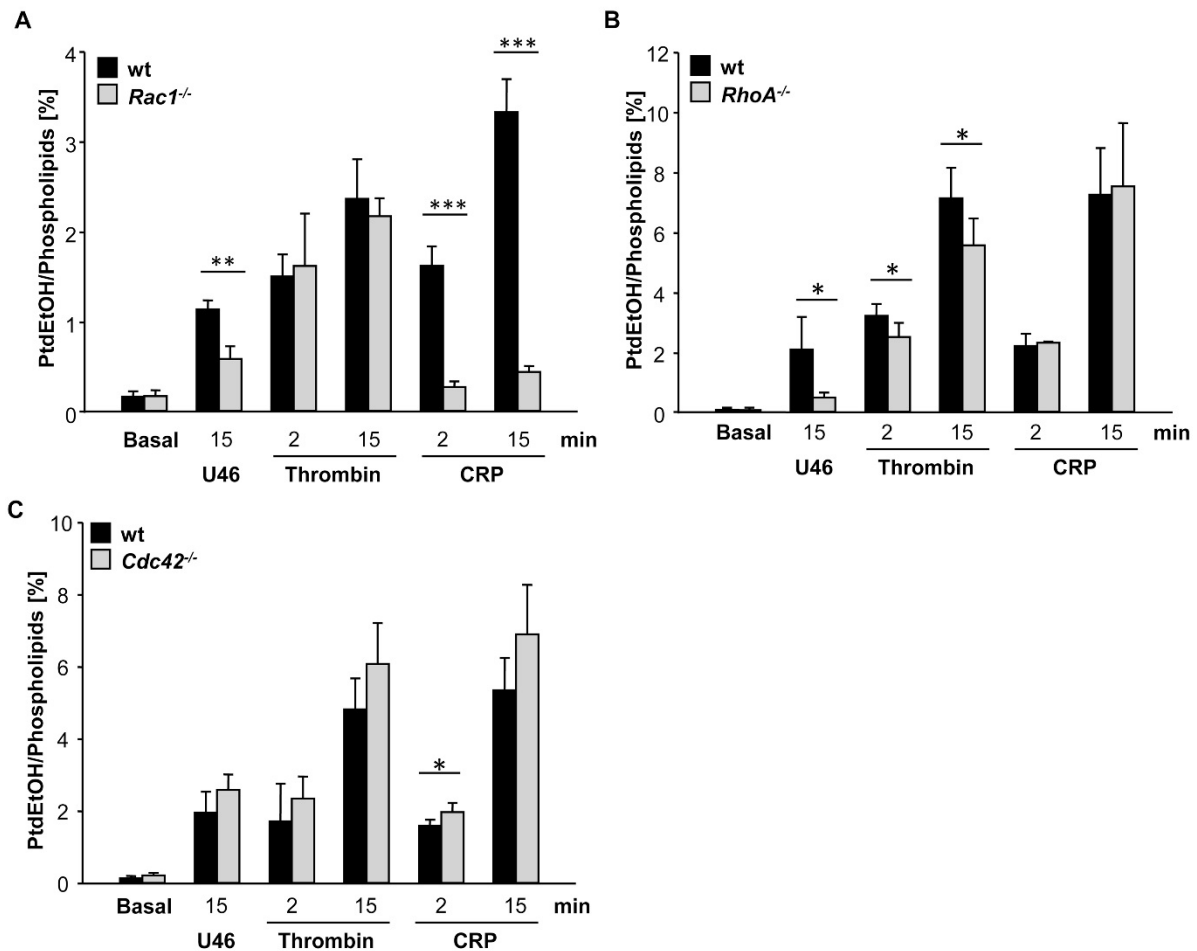 A
PtdEtOH/Phospholipids [%]
4
3
2
1
0
wt
Rac1-/-
**
***
***
Basal 15 2 15 2 15 min
U46 Thrombin CRP
B
PtdEtOH/Phospholipids [%]
12
10
8
6
4
2
0
wt
RhoA-/-
*
*
*
Basal 15 2 15 2 15 min
U46 Thrombin CRP
C
PtdEtOH/Phospholipids [%]
10
8
6
4
2
0
wt
Cdc42-/-
*
Basal 15 2 15 2 15 min
U46 Thrombin CRP